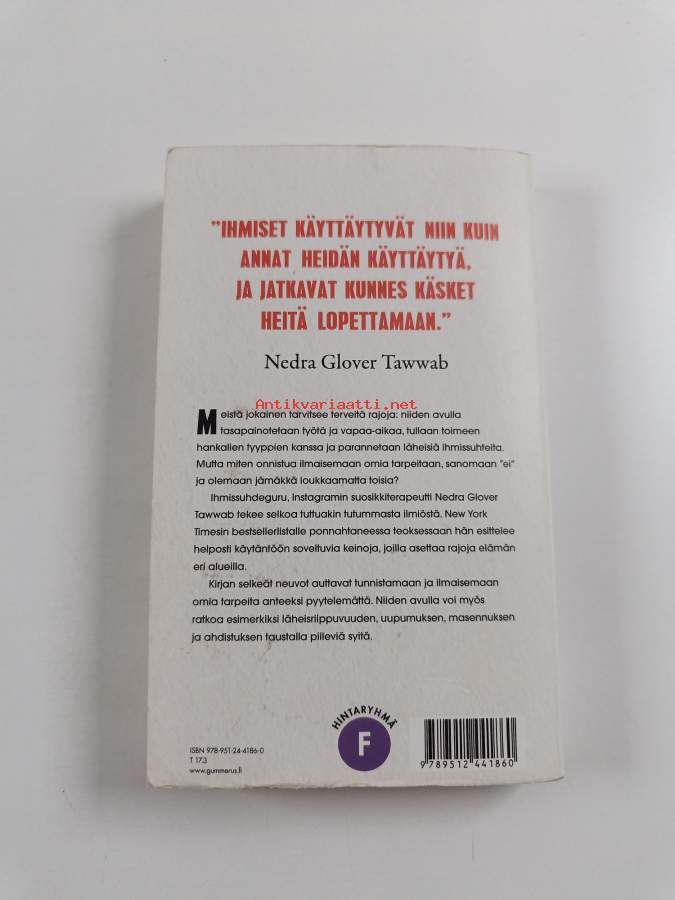 "IHMISET KÄYTTÄYTYVÄT NIIN KUIN
ANNAT HEIDÄN KÄYTTÄYTYÄ,
JA JATKAVAT KUNNES KÄSKET
HEITÄ LOPETTAMAAN."
Nedra Glover Tawwab
Antikvariaatti.net
Meistä jokainen tarvitsee terveitä rajoja: niiden avulla
tasapainotetaan työtä ja vapaa-aikaa, tullaan toimeen
hankalien tyyppien kanssa ja parannetaan läheisiä ihmissuhteita.
Mutta miten onnistua ilmaisemaan omia tarpeitaan, sanomaan "ei"
ja olemaan jämäkkä loukkaamatta toisia?
Ihmissuhdeguru, Instagramin suosikkiterapeutti Nedra Glover
Tawwab tekee selkoa tuttuakin tutummasta ilmiöstä. New York
Timesin bestsellerlistalle ponnahtaneessa teoksessaan hän esittelee
helposti käytäntöön soveltuvia keinoja, joilla asettaa rajoja elämän
eri alueilla.
Kirjan selkeät neuvot auttavat tunnistamaan ja ilmaisemaan
omia tarpeita anteeksi pyytelemättä. Niiden avulla voi myös
ratkoa esimerkiksi läheisriippuvuuden, uupumuksen, masennuksen
ja ahdistuksen taustalla piileviä syitä.
HINTARYHMÄ
F
ISBN 978-951-24-4186-0
T 17.3
www.gummerus.fi
9 789512 441860